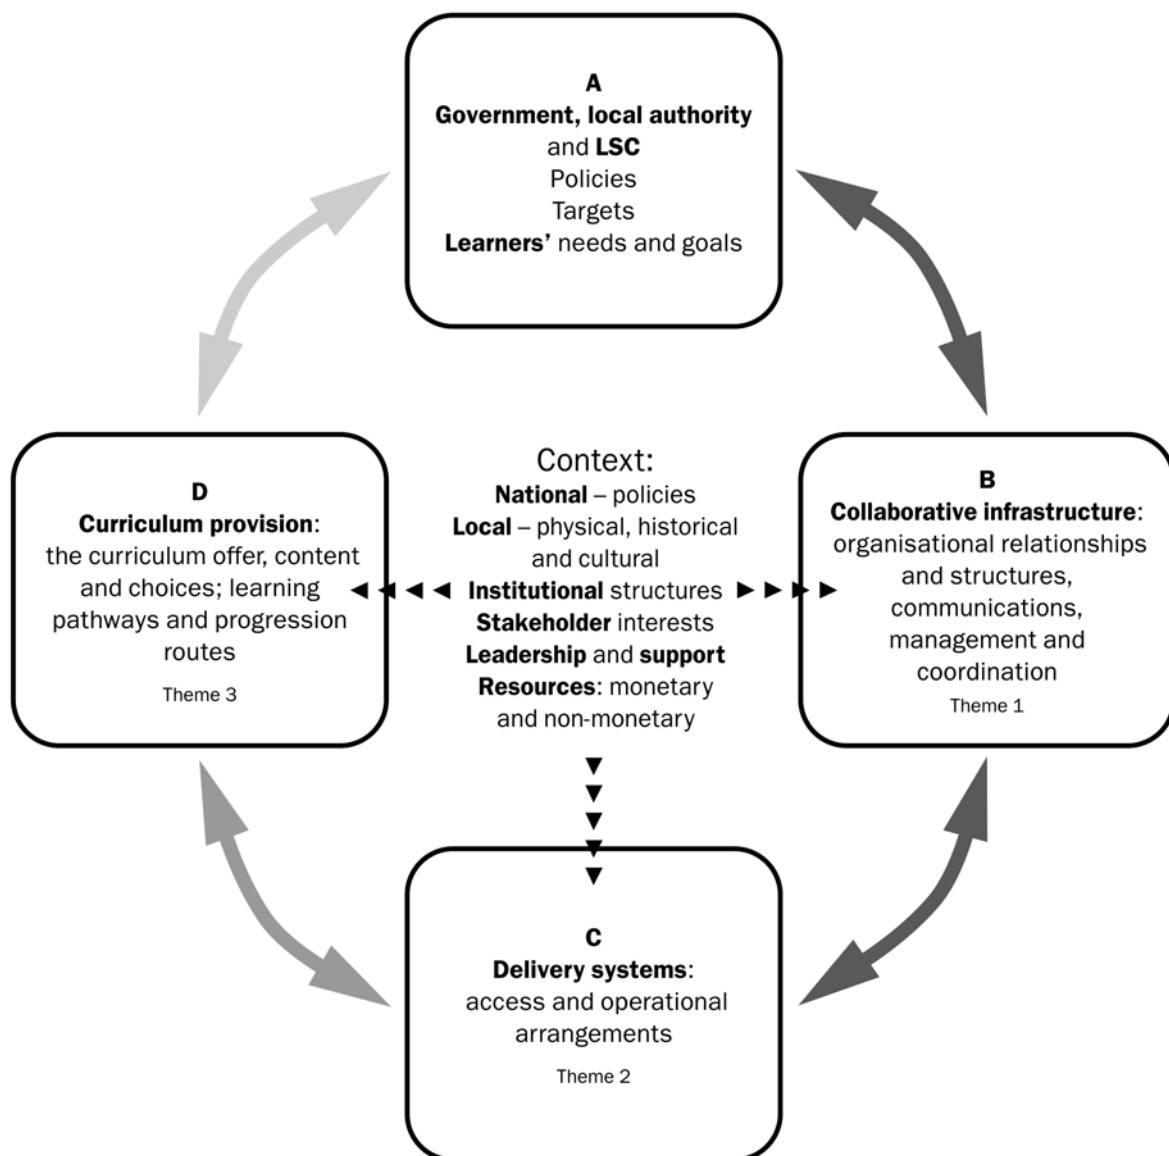 A
Government, local authority
and LSC
Policies
Targets
Learners’ needs and goals
D
Curriculum provision:
the curriculum offer, content
and choices; learning
pathways and progression
routes
Theme 3
Context:
National – policies
Local – physical, historical
and cultural
Institutional structures
Stakeholder interests
Leadership and support
Resources: monetary
and non-monetary
B
Collaborative infrastructure:
organisational relationships
and structures,
communications,
management and
coordination
Theme 1
C
Delivery systems:
access and operational
arrangements
Theme 2